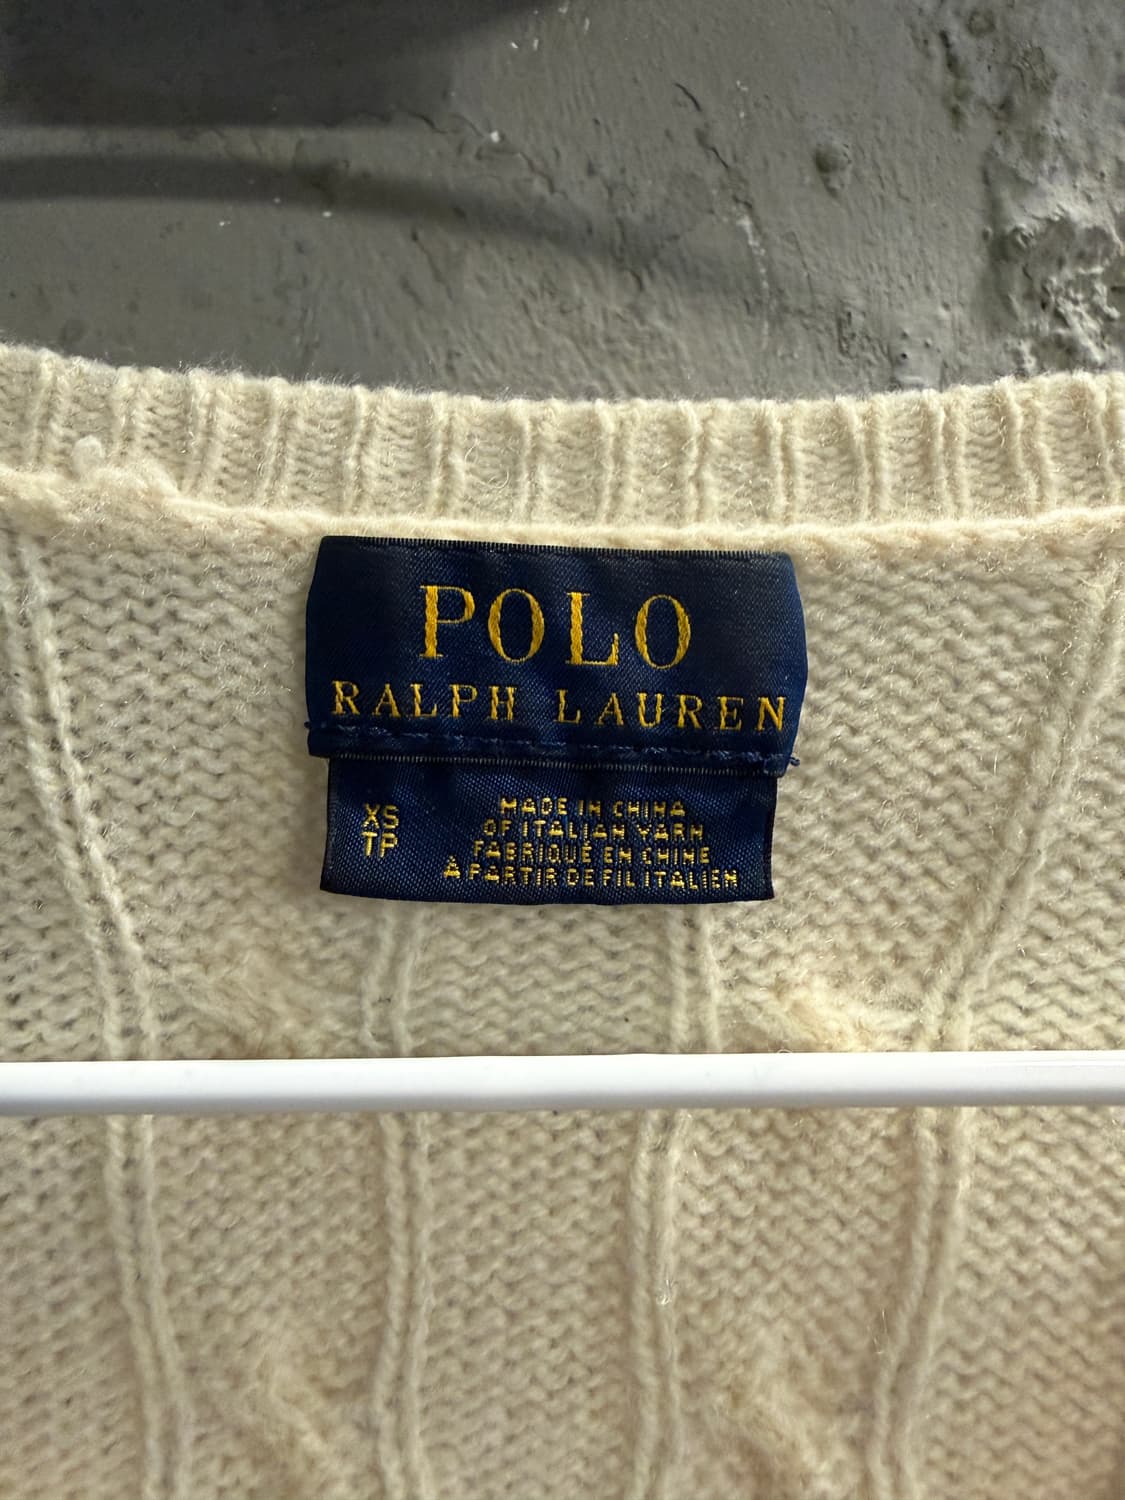 POLO
RALPH LAUREN
XS
TP
MADE IN CHINA
OF ITALIAN YARN
FABRIQUÉ EN CHINE
À PARTIR DE FIL ITALIEN